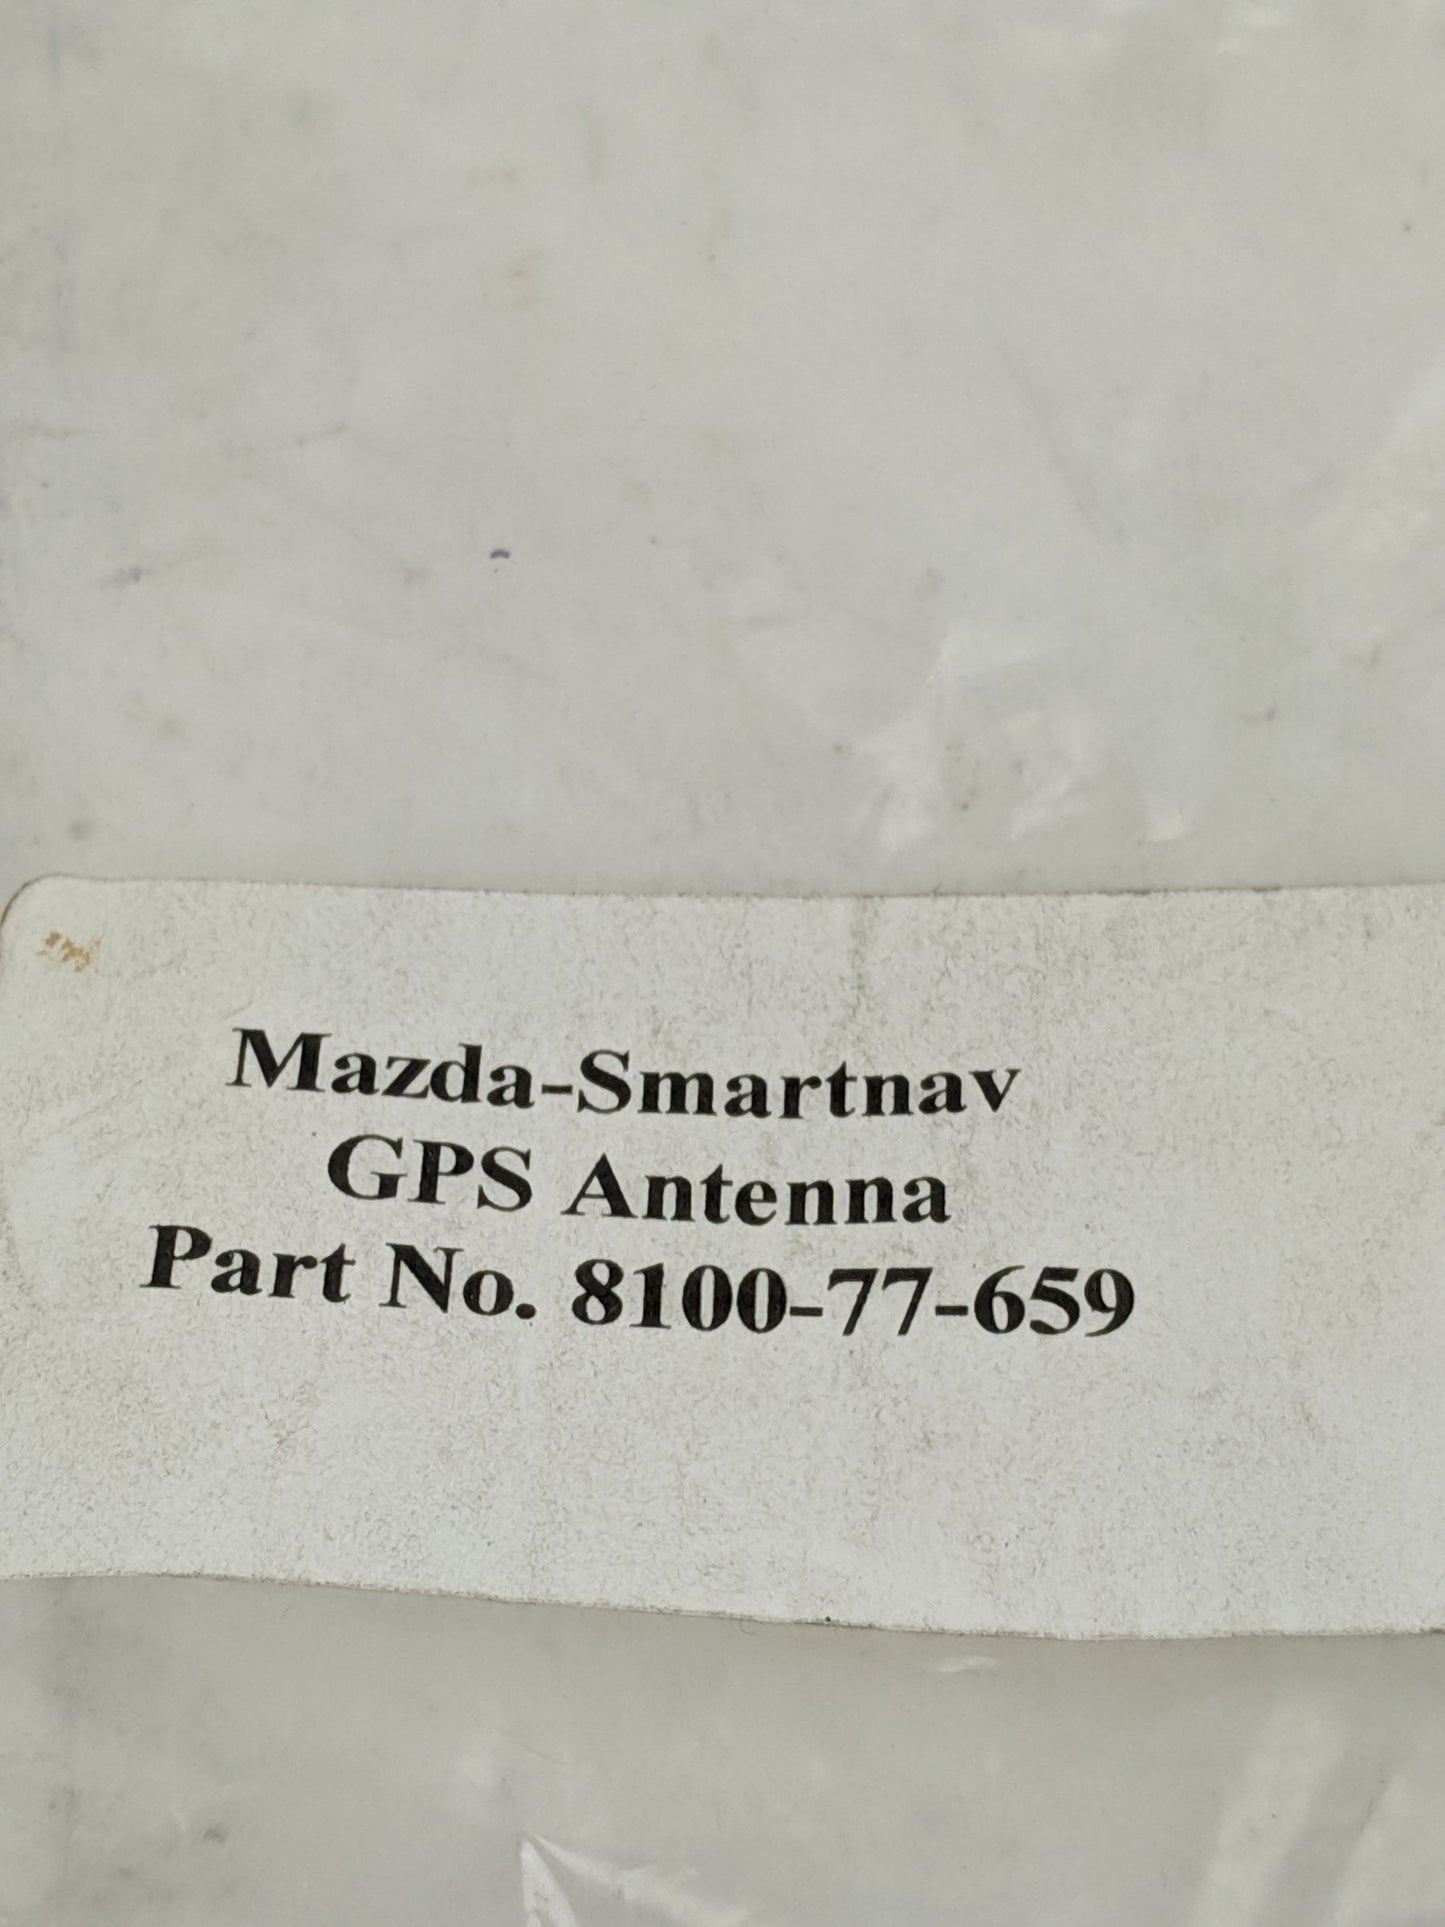 Mazda-Smartnav
GPS Antenna
Part No. 8100-77-659